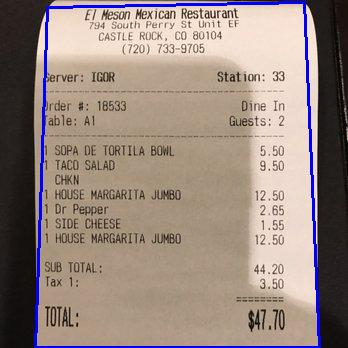 El Meson Mexican Restaurant
794 South Perry St Unit EF
CASTLE ROCK, CO 80104
(720) 733-9705
Server: IGOR Station: 33
Order #: 18533 Dine In
Table: A1 Guests: 2
1 SOPA DE TORTILA BOWL 5.50
1 TACO SALAD 9.50
CHKN
1 HOUSE MARGARITA JUMBO 12.50
1 Dr Pepper 2.65
1 SIDE CHEESE 1.55
1 HOUSE MARGARITA JUMBO 12.50
SUB TOTAL: 44.20
Tax 1: 3.50
========
TOTAL: $47.70